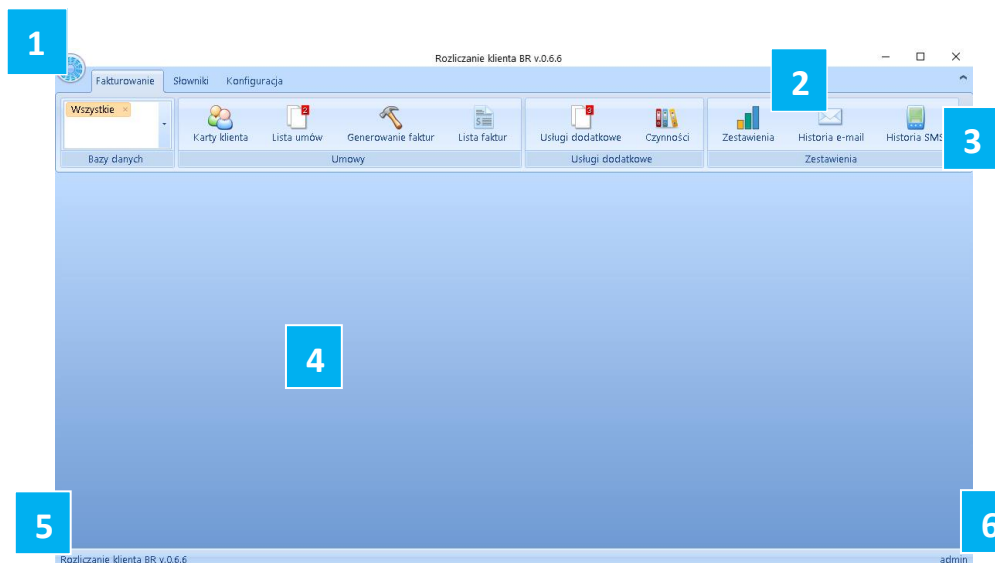 1
Rozliczanie klienta BR v.0.6.6
Fakturowanie Słowniki Konfiguracja
2
Wszystkie ×
2
3
3
Karty klienta Lista umów Generowanie faktur Lista faktur Usługi dodatkowe Czynności Zestawienia Historia e-mail Historia SMS
Bazy danych Umowy Usługi dodatkowe Zestawienia
4
5
6
Rozliczanie klienta BR v.0.6.6 admin